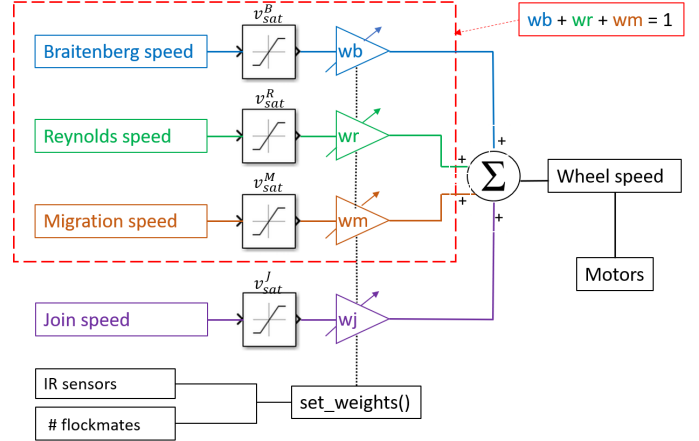 v_sat^B
wb + wr + wm = 1
Braitenberg speed
wb
v_sat^R
Reynolds speed
wr
+
+
Σ
Wheel speed
v_sat^M
Migration speed
wm
+
+
Motors
v_sat^J
Join speed
wj
IR sensors
set_weights()
# flockmates